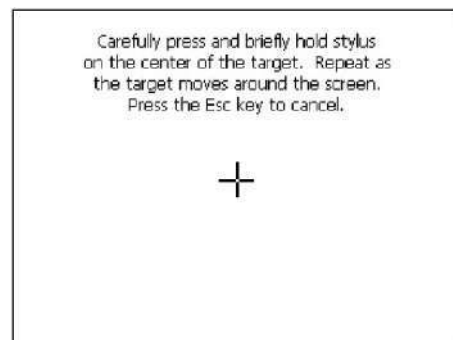 Carefully press and briefly hold stylus
on the center of the target. Repeat as
the target moves around the screen.
Press the Esc key to cancel.